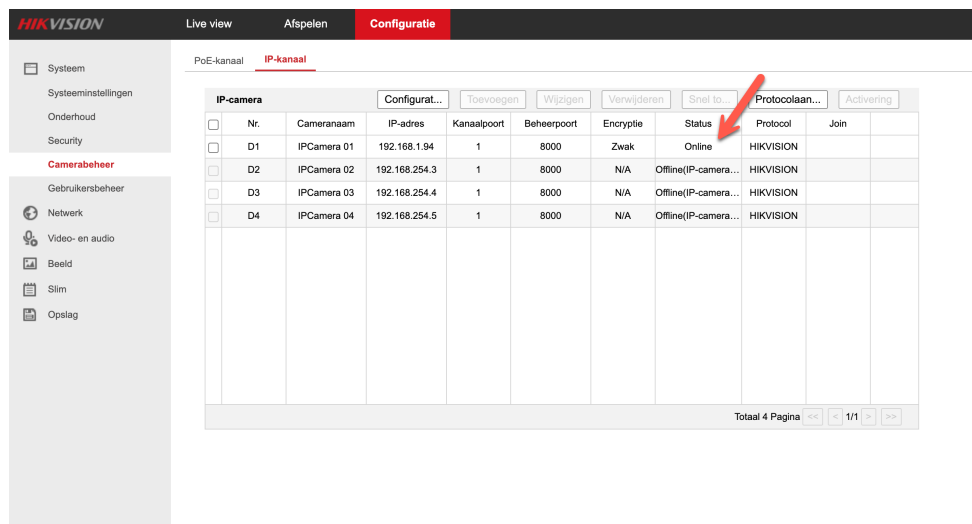 HIKVISION Live view Afspelen Configuratie
PoE-kanaal IP-kanaal
Systeem
Systeeminstellingen
Onderhoud
Security
Camerabeheer
Gebruikersbeheer
Netwerk
Video- en audio
Beeld
Slim
Opslag
IP-camera Configurat... Toevoegen Wijzigen Verwijderen Snel to... Protocolaan... Activering
Nr. Cameranaam IP-adres Kanaalpoort Beheerpoort Encryptie Status Protocol Join
D1 IPCamera 01 192.168.1.94 1 8000 Zwak Online HIKVISION
D2 IPCamera 02 192.168.254.3 1 8000 N/A Offline(IP-camera... HIKVISION
D3 IPCamera 03 192.168.254.4 1 8000 N/A Offline(IP-camera... HIKVISION
D4 IPCamera 04 192.168.254.5 1 8000 N/A Offline(IP-camera... HIKVISION
Totaal 4 Pagina << < 1/1 > >>